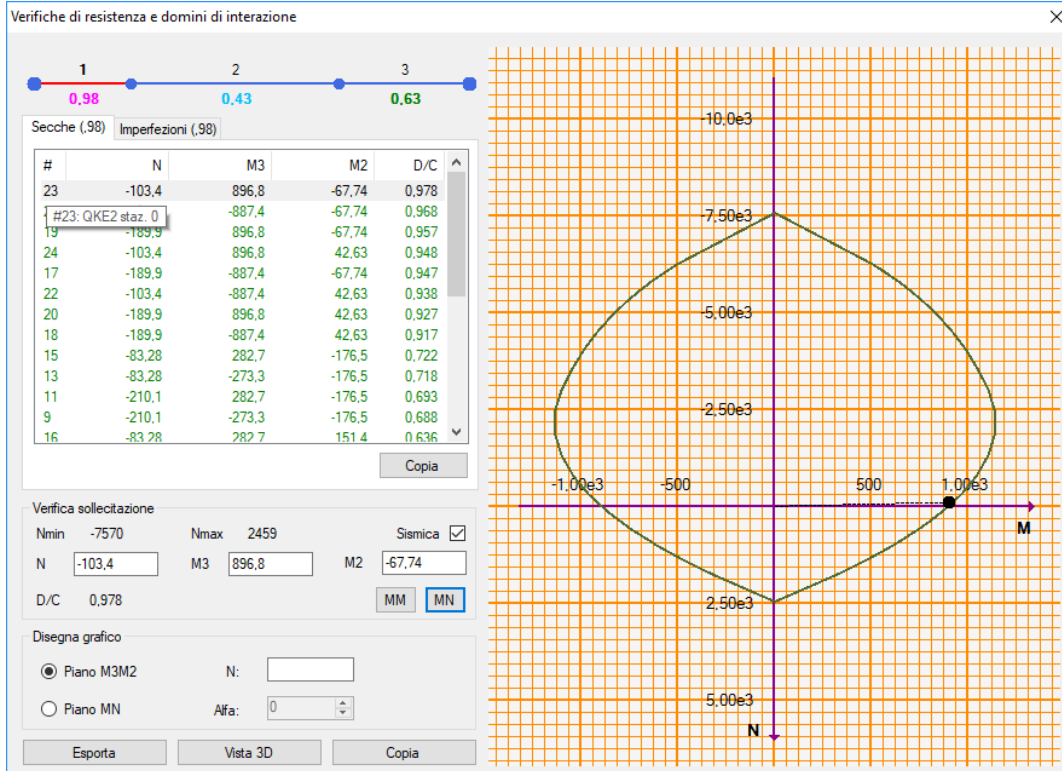 Verifiche di resistenza e domini di interazione
1 2 3
0,98 0,43 0,63
Secche (,98) Imperfezioni (,98)
# N M3 M2 D/C
23 -103,4 896,8 -67,74 0,978
-887,4 -67,74 0,968
#23: QKE2 staz. 0
19 -189,9 896,8 -67,74 0,957
24 -103,4 896,8 42,63 0,948
17 -189,9 -887,4 -67,74 0,947
22 -103,4 -887,4 42,63 0,938
20 -189,9 896,8 42,63 0,927
18 -189,9 -887,4 42,63 0,917
15 -83,28 282,7 -176,5 0,722
13 -83,28 -273,3 -176,5 0,718
11 -210,1 282,7 -176,5 0,693
9 -210,1 -273,3 -176,5 0,688
16 -83,28 282,7 151,4 0,636
Copia
Verifica sollecitazione
Nmin -7570 Nmax 2459 Sismica
N -103,4 M3 896,8 M2 -67,74
D/C 0,978 MM MN
Disegna grafico
Piano M3M2 N:
Piano MN Alfa: 0
Esporta Vista 3D Copia
-10,0e3
-7,50e3
-5,00e3
-2,50e3
-1,00e3 -500 500 1,00e3
M
2,50e3
5,00e3
N